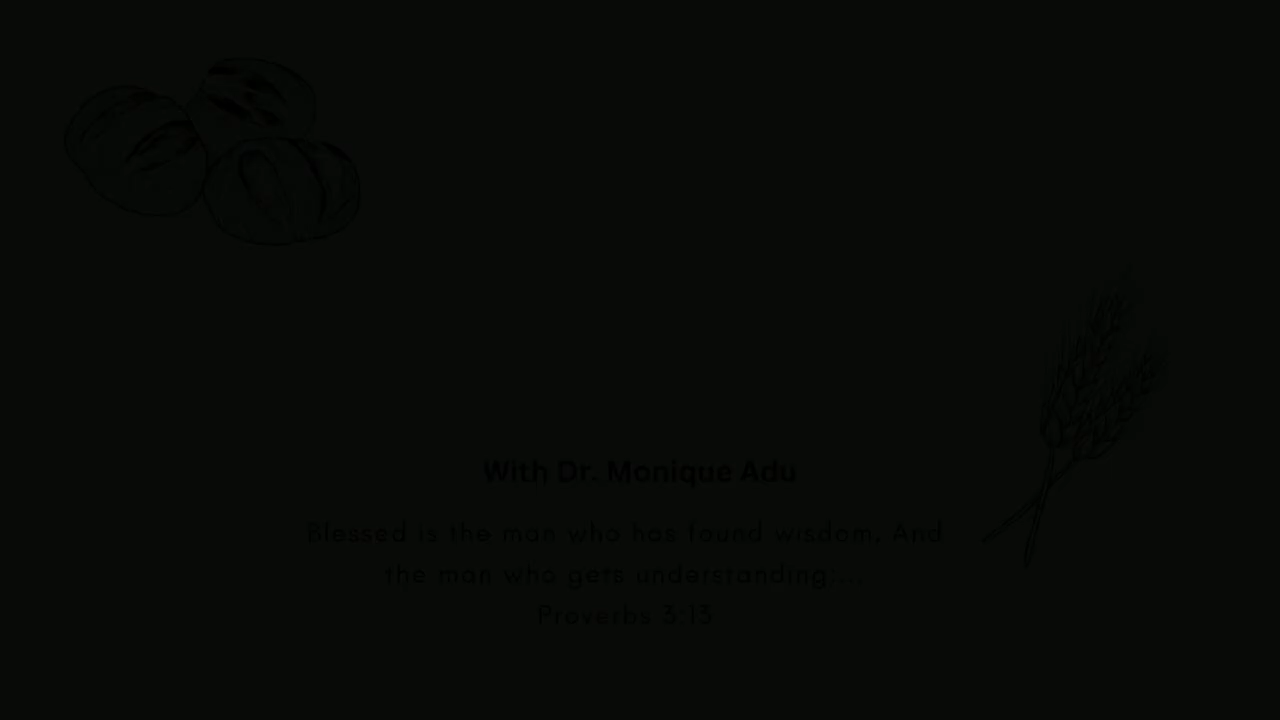 With Dr. Monique Adu
Blessed is the man who has found wisdom, And
the man who gets understanding;...
Proverbs 3:13